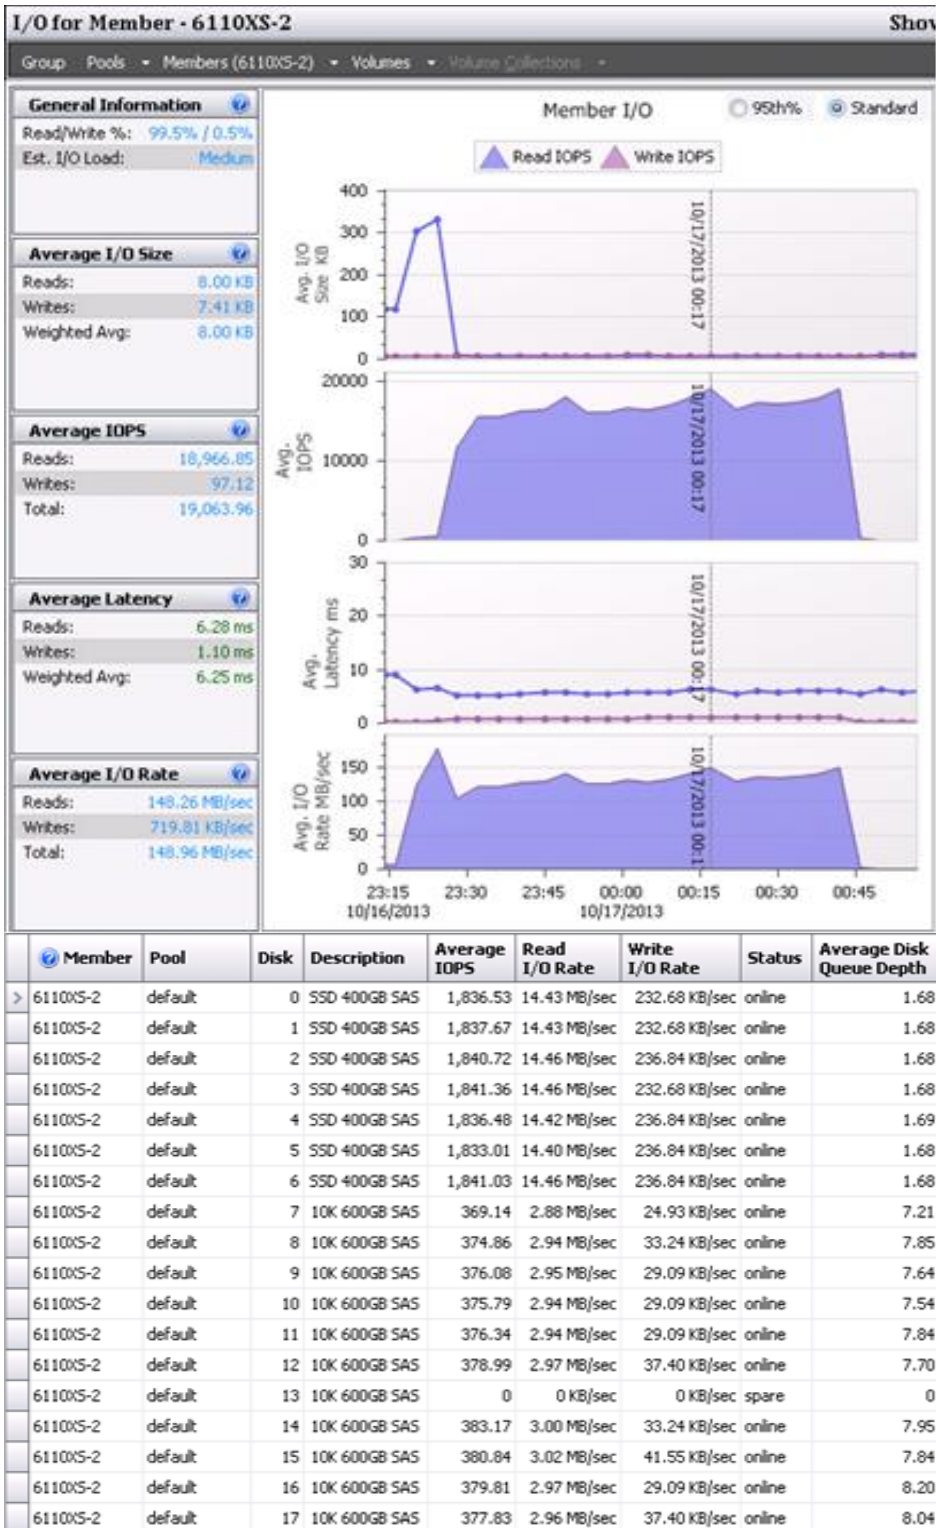 I/O for Member - 6110XS-2 Show
Group Pools Members (6110XS-2) Volumes Volume Collections
General Information
Read/Write %: 99.5% / 0.5%
Est. I/O Load: Medium
Average I/O Size
Reads: 8.00 KB
Writes: 7.41 KB
Weighted Avg: 8.00 KB
Average IOPS
Reads: 18,966.85
Writes: 97.12
Total: 19,063.96
Average Latency
Reads: 6.28 ms
Writes: 1.10 ms
Weighted Avg: 6.25 ms
Average I/O Rate
Reads: 148.26 MB/sec
Writes: 719.81 KB/sec
Total: 148.96 MB/sec
Member I/O 95th% Standard
Read IOPS Write IOPS
400
300
200
100
0
Avg. I/O
Size KB
10/17/2013 00:17
20000
10000
0
Avg.
IOPS
10/17/2013 00:17
30
20
10
0
Avg.
Latency ms
10/17/2013 00:17
150
100
50
0
Avg. I/O
Rate MB/sec
10/17/2013 00:1
23:15 23:30 23:45 00:00 00:15 00:30 00:45
10/16/2013 10/17/2013
Member Pool Disk Description Average IOPS Read I/O Rate Write I/O Rate Status Average Disk Queue Depth
6110XS-2 default 0 SSD 400GB SAS 1,836.53 14.43 MB/sec 232.68 KB/sec online 1.68
6110XS-2 default 1 SSD 400GB SAS 1,837.67 14.43 MB/sec 232.68 KB/sec online 1.68
6110XS-2 default 2 SSD 400GB SAS 1,840.72 14.46 MB/sec 236.84 KB/sec online 1.68
6110XS-2 default 3 SSD 400GB SAS 1,841.36 14.46 MB/sec 232.68 KB/sec online 1.68
6110XS-2 default 4 SSD 400GB SAS 1,836.48 14.42 MB/sec 236.84 KB/sec online 1.69
6110XS-2 default 5 SSD 400GB SAS 1,833.01 14.40 MB/sec 236.84 KB/sec online 1.68
6110XS-2 default 6 SSD 400GB SAS 1,841.03 14.46 MB/sec 236.84 KB/sec online 1.68
6110XS-2 default 7 10K 600GB SAS 369.14 2.88 MB/sec 24.93 KB/sec online 7.21
6110XS-2 default 8 10K 600GB SAS 374.86 2.94 MB/sec 33.24 KB/sec online 7.85
6110XS-2 default 9 10K 600GB SAS 376.08 2.95 MB/sec 29.09 KB/sec online 7.64
6110XS-2 default 10 10K 600GB SAS 375.79 2.94 MB/sec 29.09 KB/sec online 7.54
6110XS-2 default 11 10K 600GB SAS 376.34 2.94 MB/sec 29.09 KB/sec online 7.84
6110XS-2 default 12 10K 600GB SAS 378.99 2.97 MB/sec 37.40 KB/sec online 7.70
6110XS-2 default 13 10K 600GB SAS 0 0 KB/sec 0 KB/sec spare 0
6110XS-2 default 14 10K 600GB SAS 383.17 3.00 MB/sec 33.24 KB/sec online 7.95
6110XS-2 default 15 10K 600GB SAS 380.84 3.02 MB/sec 41.55 KB/sec online 7.84
6110XS-2 default 16 10K 600GB SAS 379.81 2.97 MB/sec 29.09 KB/sec online 8.20
6110XS-2 default 17 10K 600GB SAS 377.83 2.96 MB/sec 37.40 KB/sec online 8.04